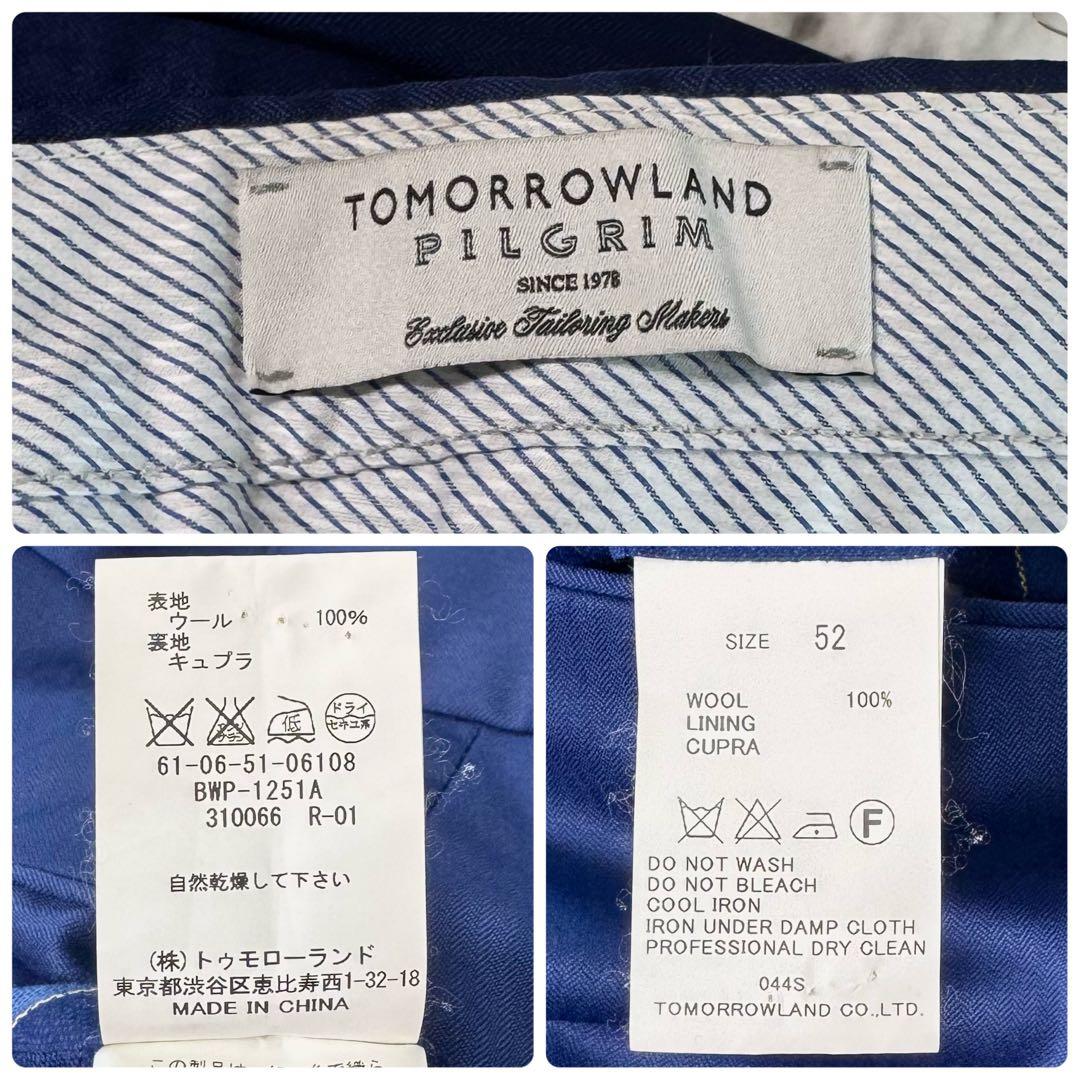 TOMORROWLAND
PILGRIM
SINCE 1978
Exclusive Tailoring Makers
表地
ウール 100%
裏地
キュプラ
低
ドライ
セキユ系
61-06-51-06108
BWP-1251A
310066 R-01
自然乾燥して下さい
(株)トゥモローランド
東京都渋谷区恵比寿西1-32-18
MADE IN CHINA
SIZE 52
WOOL 100%
LINING
CUPRA
F
DO NOT WASH
DO NOT BLEACH
COOL IRON
IRON UNDER DAMP CLOTH
PROFESSIONAL DRY CLEAN
044S
TOMORROWLAND CO.,LTD.